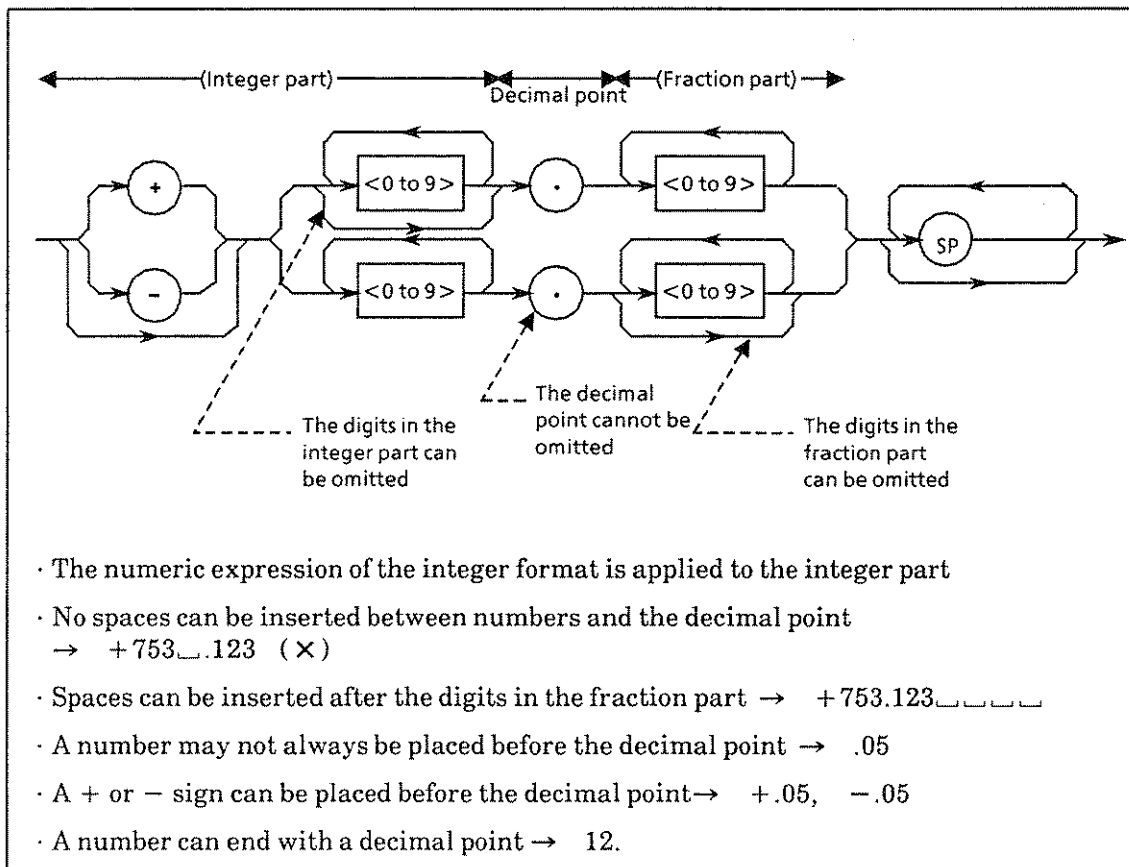 (Integer part) Decimal point (Fraction part)
+ <0 to 9> . <0 to 9>
SP
− <0 to 9> . <0 to 9>
The digits in the
integer part can
be omitted
The decimal
point cannot be
omitted
The digits in the
fraction part
can be omitted
· The numeric expression of the integer format is applied to the integer part
· No spaces can be inserted between numbers and the decimal point
→ +753␣.123 (×)
· Spaces can be inserted after the digits in the fraction part → +753.123␣␣␣␣
· A number may not always be placed before the decimal point → .05
· A + or − sign can be placed before the decimal point→ +.05, −.05
· A number can end with a decimal point → 12.